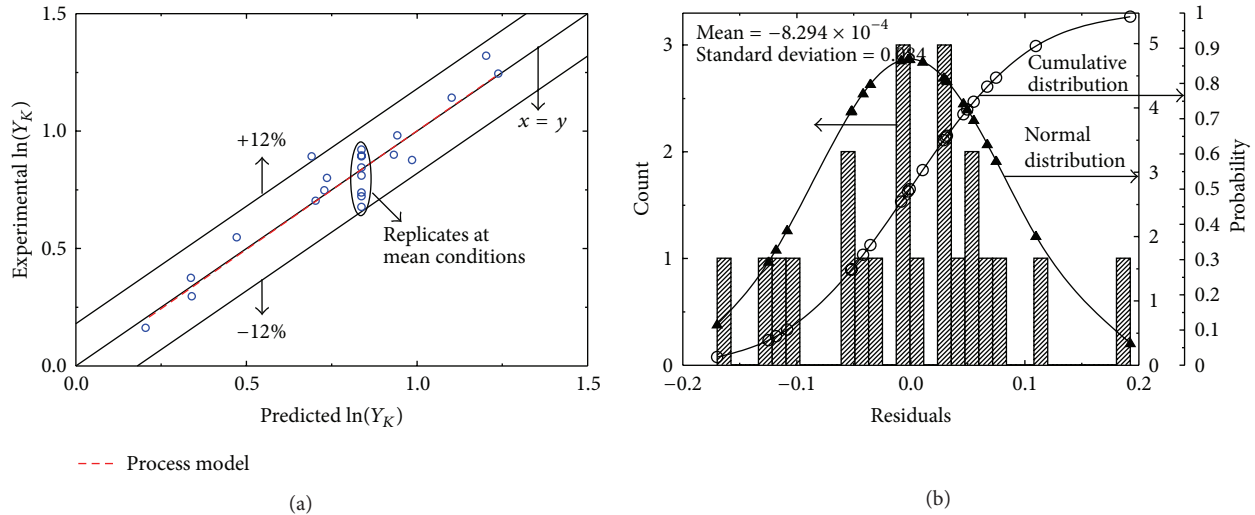 1.5
1.0
0.5
0.0
0.0
0.5
1.0
1.5
Experimental ln(Y_K)
Predicted ln(Y_K)
+12%
−12%
x = y
Replicates at
mean conditions
Process model
(a)
Mean = −8.294 × 10⁻⁴
Standard deviation = 0.084
Cumulative
distribution
Normal
distribution
3
2
1
0
Count
−0.2
−0.1
0.0
0.1
0.2
Residuals
5
4
3
2
1
0
1
0.9
0.8
0.7
0.6
0.5
0.4
0.3
0.2
0.1
0
Probability
(b)